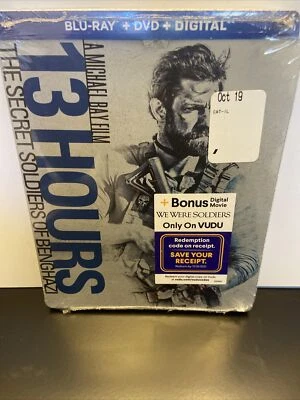 BLU-RAY + DVD + DIGITAL
A MICHAEL BAY FILM
13 HOURS
THE SECRET SOLDIERS OF BENGHAZI
Oct 19
+ Bonus Digital Movie
WE WERE SOLDIERS
Only On VUDU
Redemption
code on receipt.
SAVE YOUR
RECEIPT.